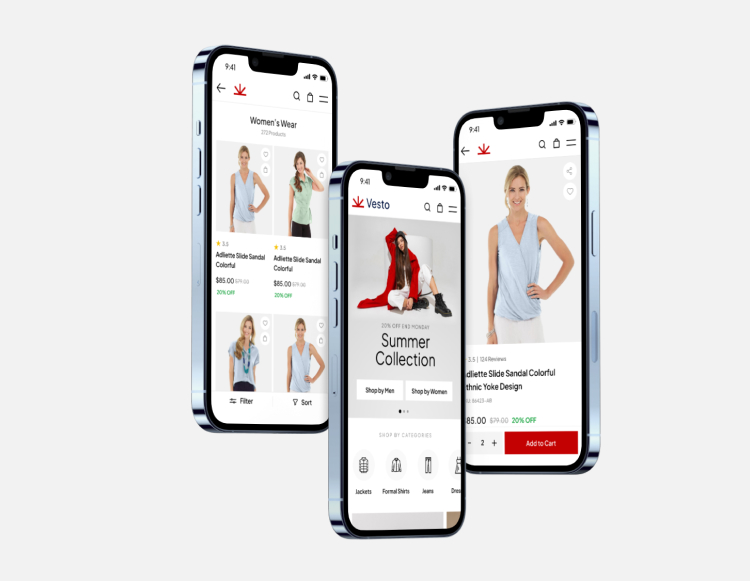 9:41
Women's Wear
372 Products
3.5
Adliette Slide Sandal
Colorful
$85.00 $79.00
20% OFF
3.5
Adliette Slide Sandal
Colorful
$85.00 $79.00
20% OFF
Filter
Sort
9:41
Vesto
20% OFF END MONDAY
Summer
Collection
Shop by Men
Shop by Women
SHOP BY CATEGORIES
Jackets
Formal Shirts
Jeans
Dres
9:41
3.5 | 124 Reviews
dliette Slide Sandal Colorful
thnic Yoke Design
85.00 $79.00 20% OFF
- 2 +
Add to Cart